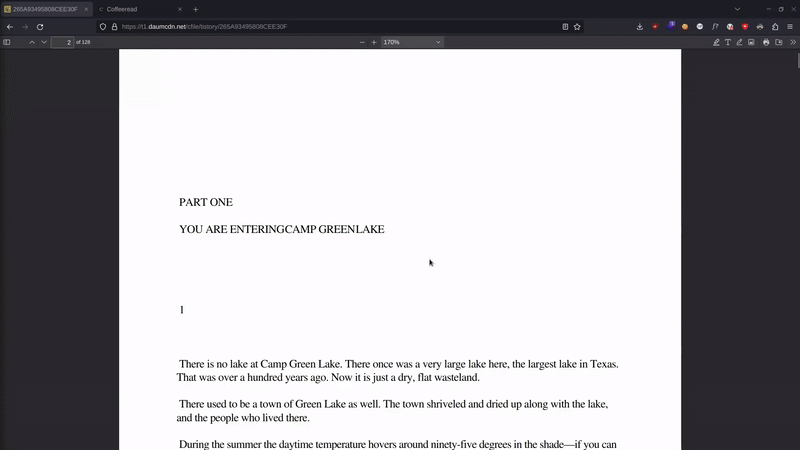 265A93495808CEE30F
Coffeeread
https://t1.daumcdn.net/cfile/tistory/265A93495808CEE30F
2 of 128
170%
PART ONE
YOU ARE ENTERINGCAMP GREENLAKE
1
There is no lake at Camp Green Lake. There once was a very large lake here, the largest lake in Texas.
That was over a hundred years ago. Now it is just a dry, flat wasteland.
There used to be a town of Green Lake as well. The town shriveled and dried up along with the lake,
and the people who lived there.
During the summer the daytime temperature hovers around ninety-five degrees in the shade—if you can